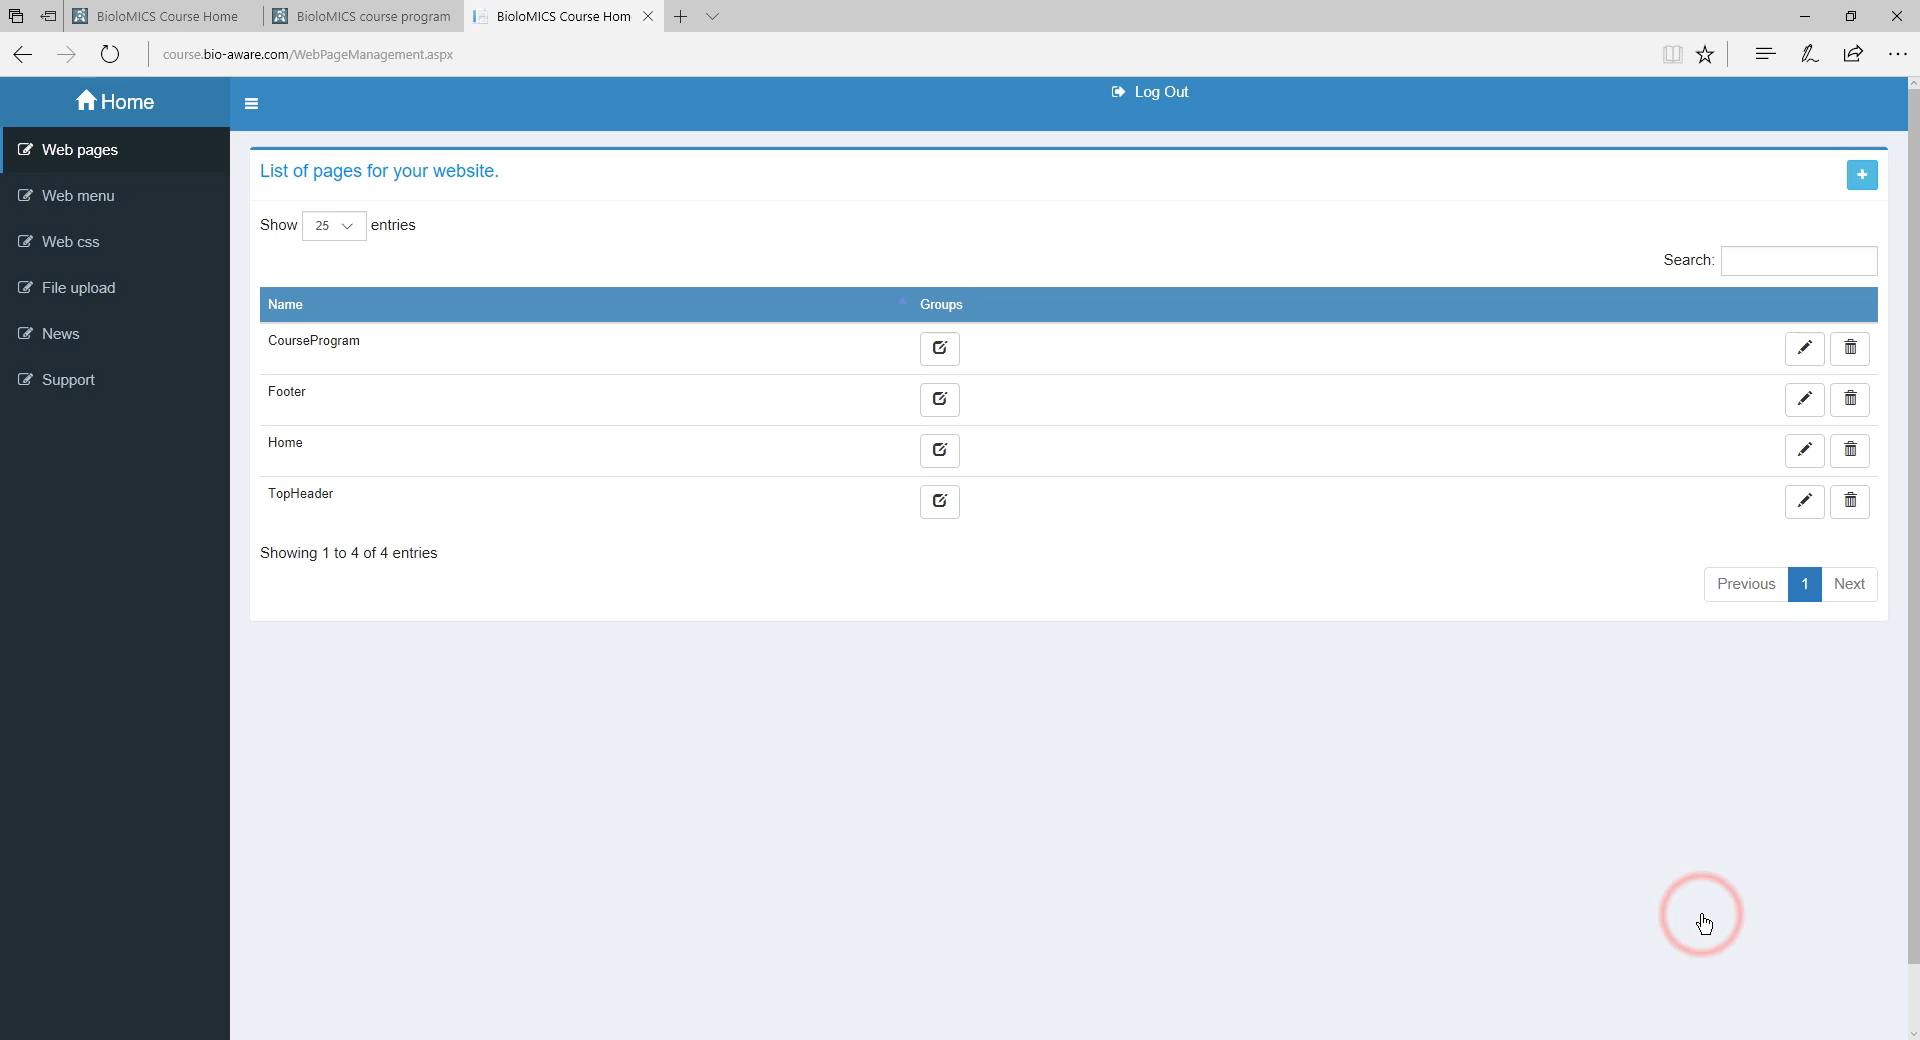 BioloMICS Course Home
BioloMICS course program
BioloMICS Course Hom
course.bio-aware.com/WebPageManagement.aspx
Home
Log Out
Web pages
Web menu
Web css
File upload
News
Support
List of pages for your website.
+
Show 25 entries
Search:
Name Groups
CourseProgram
Footer
Home
TopHeader
Showing 1 to 4 of 4 entries
Previous 1 Next